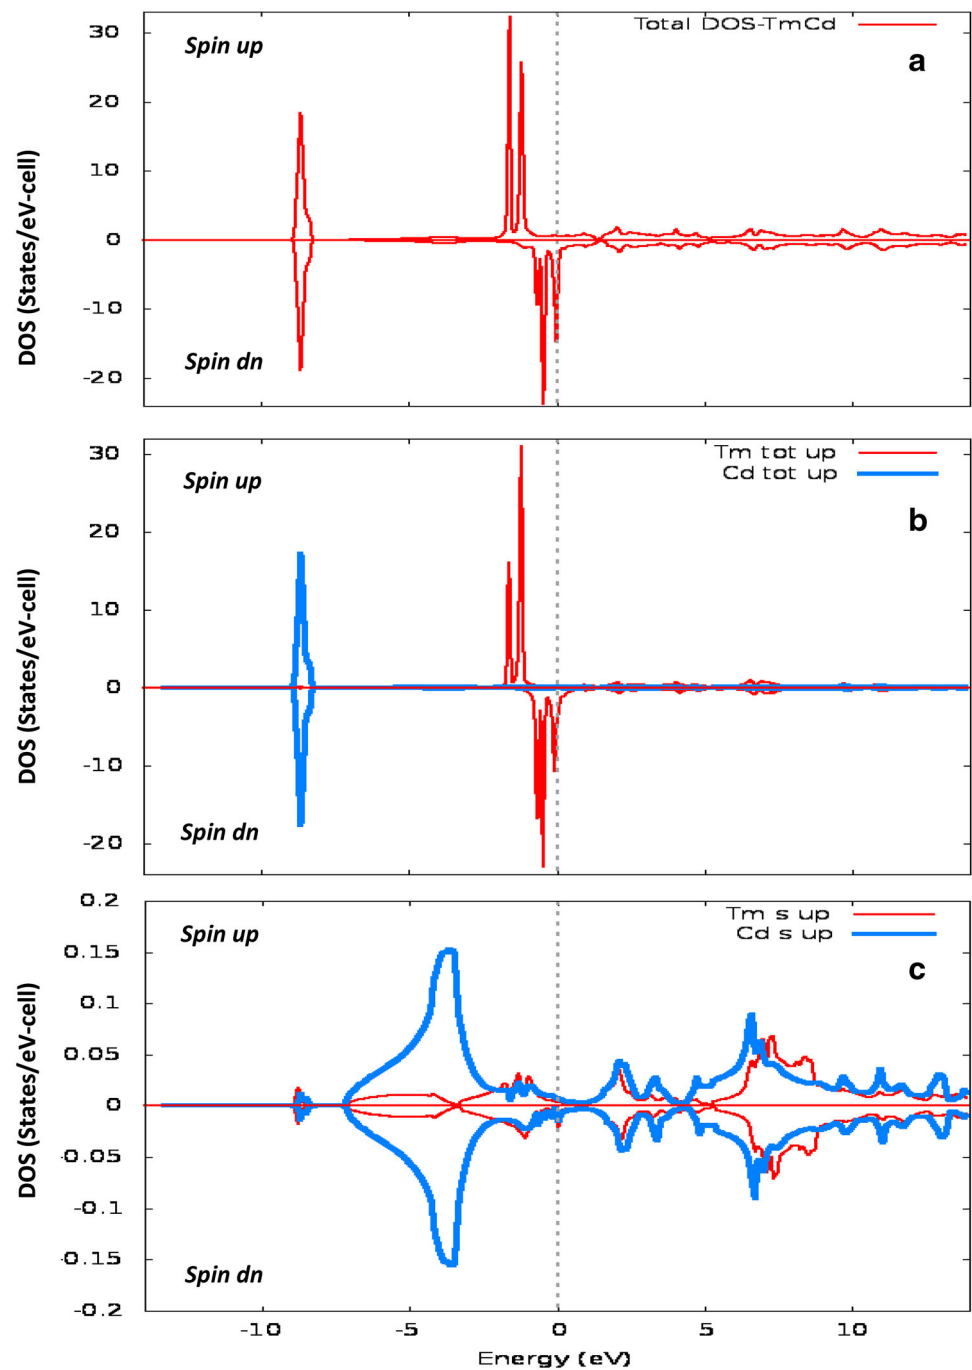 Total DOS-TmCd
Spin up
a
30
20
10
0
-10
-20
DOS (States/eV-cell)
Spin dn
Tm tot up
Cd tot up
Spin up
b
30
20
10
0
-10
-20
DOS (States/eV-cell)
Spin dn
Tm s up
Cd s up
Spin up
c
0.2
0.15
0.1
0.05
0
-0.05
-0.1
-0.15
-0.2
DOS (States/eV-cell)
Spin dn
-10 -5 0 5 10
Energy (eV)